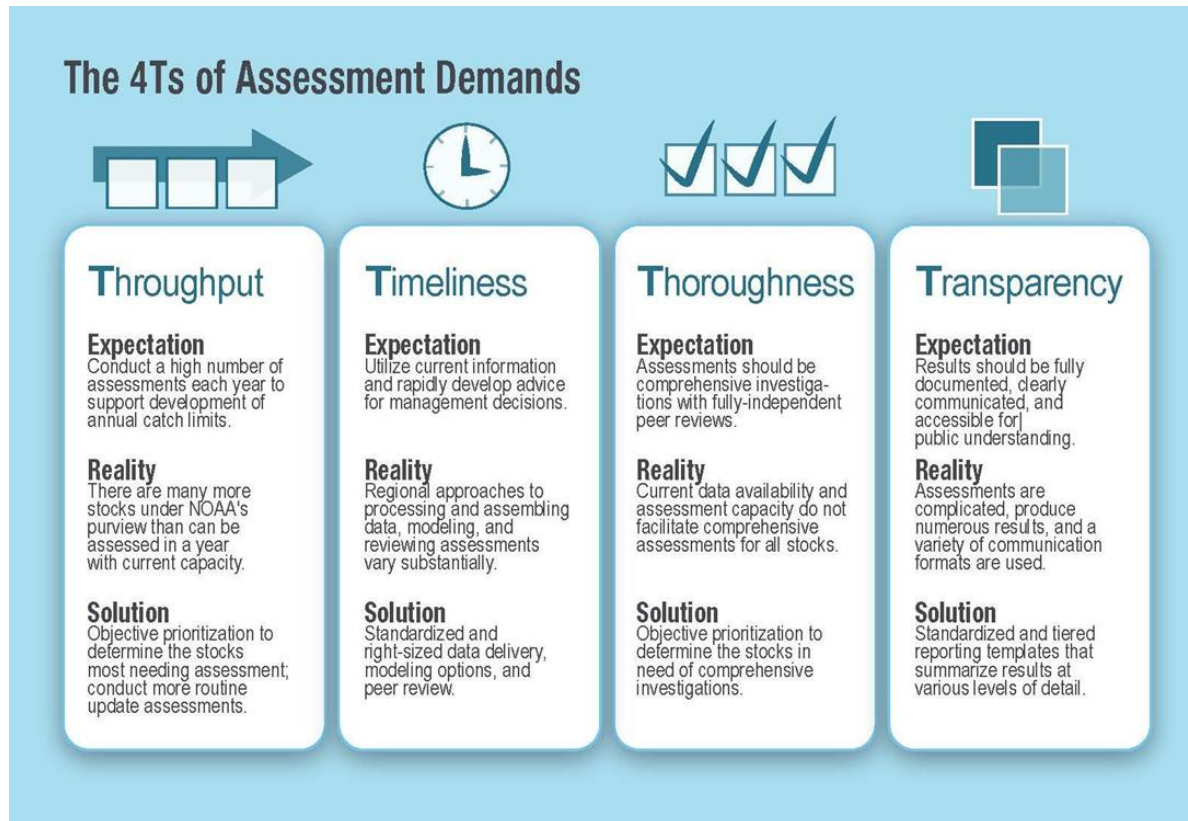 The 4Ts of Assessment Demands
Throughput
Expectation
Conduct a high number of
assessments each year to
support development of
annual catch limits.
Reality
There are many more
stocks under NOAA's
purview than can be
assessed in a year
with current capacity.
Solution
Objective prioritization to
determine the stocks
most needing assessment;
conduct more routine
update assessments.
Timeliness
Expectation
Utilize current information
and rapidly develop advice
for management decisions.
Reality
Regional approaches to
processing and assembling
data, modeling, and
reviewing assessments
vary substantially.
Solution
Standardized and
right-sized data delivery,
modeling options, and
peer review.
Thoroughness
Expectation
Assessments should be
comprehensive investiga-
tions with fully-independent
peer reviews.
Reality
Current data availability and
assessment capacity do not
facilitate comprehensive
assessments for all stocks.
Solution
Objective prioritization to
determine the stocks in
need of comprehensive
investigations.
Transparency
Expectation
Results should be fully
documented, clearly
communicated, and
accessible for|
public understanding.
Reality
Assessments are
complicated, produce
numerous results, and a
variety of communication
formats are used.
Solution
Standardized and tiered
reporting templates that
summarize results at
various levels of detail.